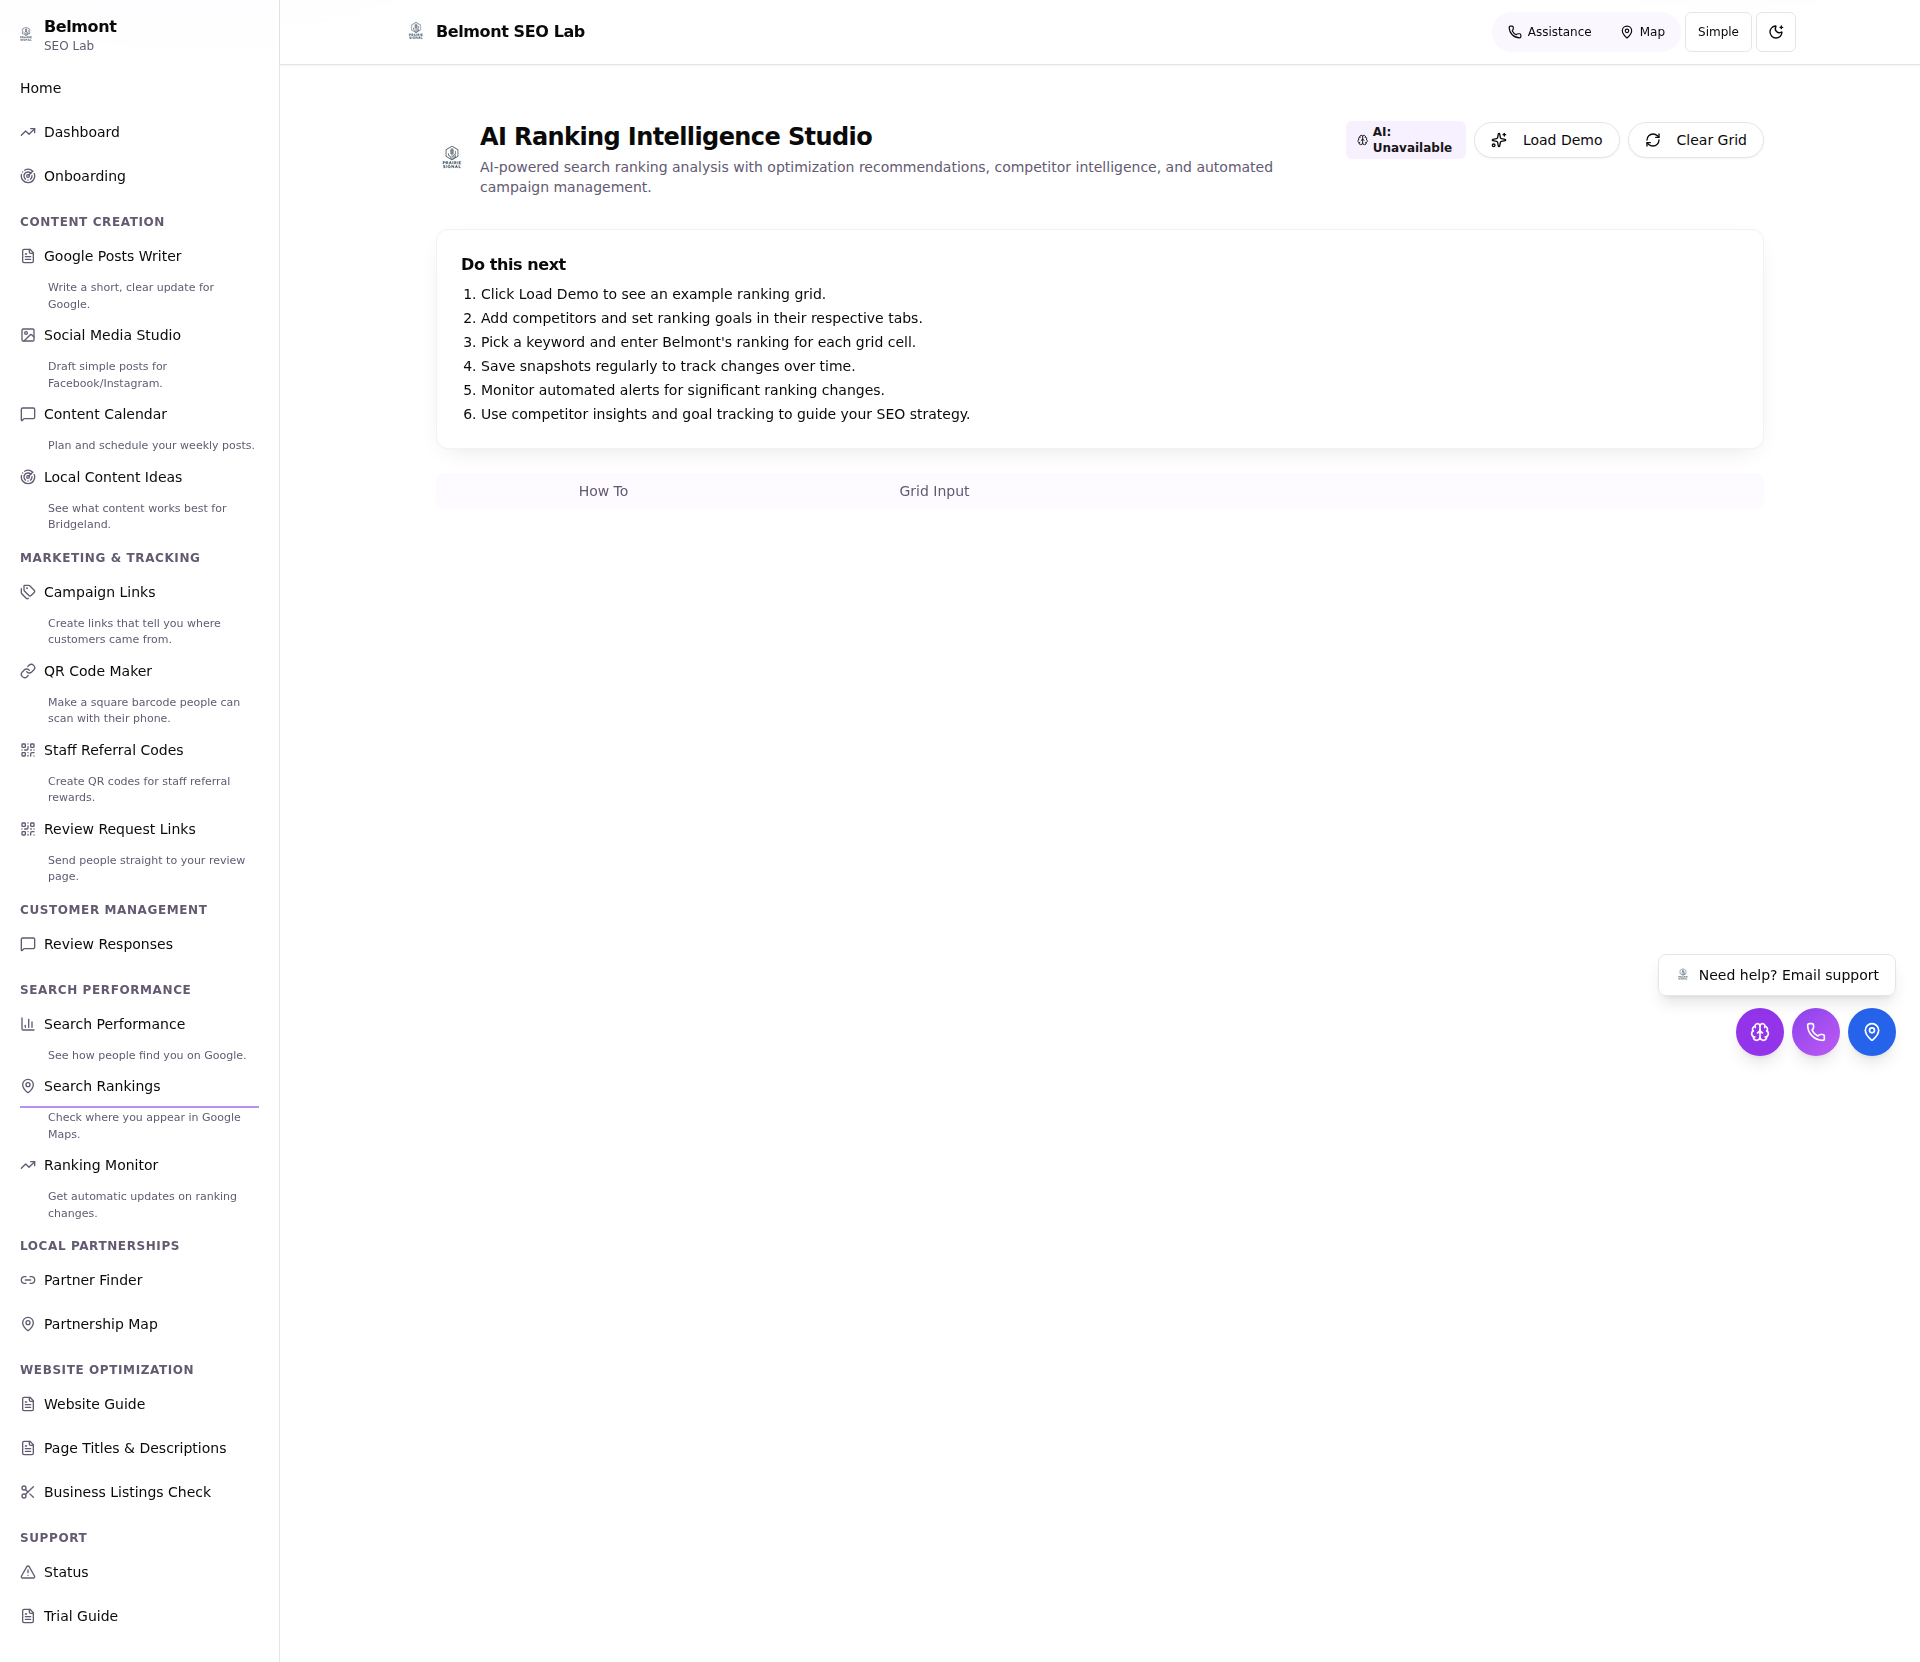 Belmont
SEO Lab
Home
Dashboard
Onboarding
CONTENT CREATION
Google Posts Writer
Write a short, clear update for
Google.
Social Media Studio
Draft simple posts for
Facebook/Instagram.
Content Calendar
Plan and schedule your weekly posts.
Local Content Ideas
See what content works best for
Bridgeland.
MARKETING & TRACKING
Campaign Links
Create links that tell you where
customers came from.
QR Code Maker
Make a square barcode people can
scan with their phone.
Staff Referral Codes
Create QR codes for staff referral
rewards.
Review Request Links
Send people straight to your review
page.
CUSTOMER MANAGEMENT
Review Responses
SEARCH PERFORMANCE
Search Performance
See how people find you on Google.
Search Rankings
Check where you appear in Google
Maps.
Ranking Monitor
Get automatic updates on ranking
changes.
LOCAL PARTNERSHIPS
Partner Finder
Partnership Map
WEBSITE OPTIMIZATION
Website Guide
Page Titles & Descriptions
Business Listings Check
SUPPORT
Status
Trial Guide
Belmont SEO Lab
Assistance
Map
Simple
PRAIRIE
SIGNAL
AI Ranking Intelligence Studio
AI-powered search ranking analysis with optimization recommendations, competitor intelligence, and automated
campaign management.
AI:
Unavailable
Load Demo
Clear Grid
Do this next
1. Click Load Demo to see an example ranking grid.
2. Add competitors and set ranking goals in their respective tabs.
3. Pick a keyword and enter Belmont's ranking for each grid cell.
4. Save snapshots regularly to track changes over time.
5. Monitor automated alerts for significant ranking changes.
6. Use competitor insights and goal tracking to guide your SEO strategy.
How To
Grid Input
Need help? Email support